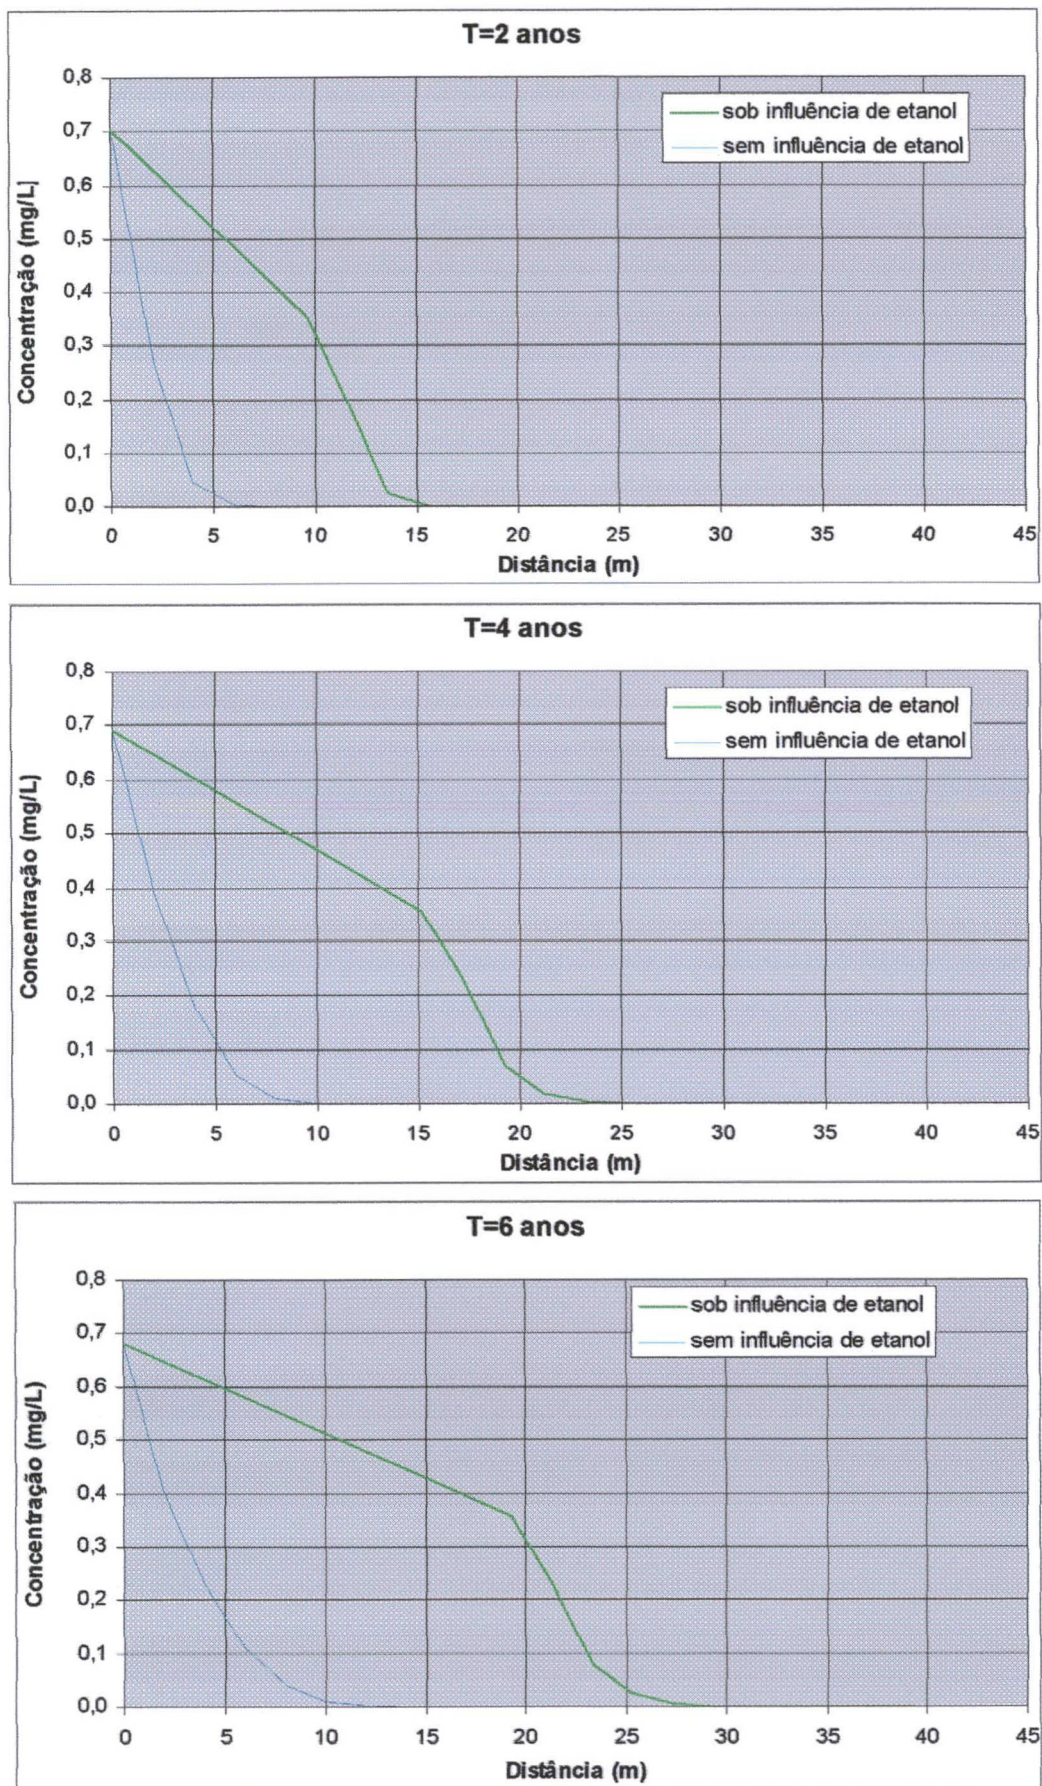 T=2 anos
0,8
0,7
0,6
0,5
0,4
0,3
0,2
0,1
0,0
Concentração (mg/L]
sob influência de etanol
sem influência de etanol
0 5 10 15 20 25 30 35 40 45
Distância (m)
T=4 anos
0,8
0,7
0,6
0,5
0,4
0,3
0,2
0,1
0,0
Concentração (mg/L)
sob influência de etanol
sem influência de etanol
0 5 10 15 20 25 30 35 40 45
Distância (m)
T=6 anos
0,8
0,7
0,6
0,5
0,4
0,3
0,2
0,1
0,0
Concentração (mg/L)
sob influência de etanol
sem influência de etanol
0 5 10 15 20 25 30 35 40 45
Distância (m)